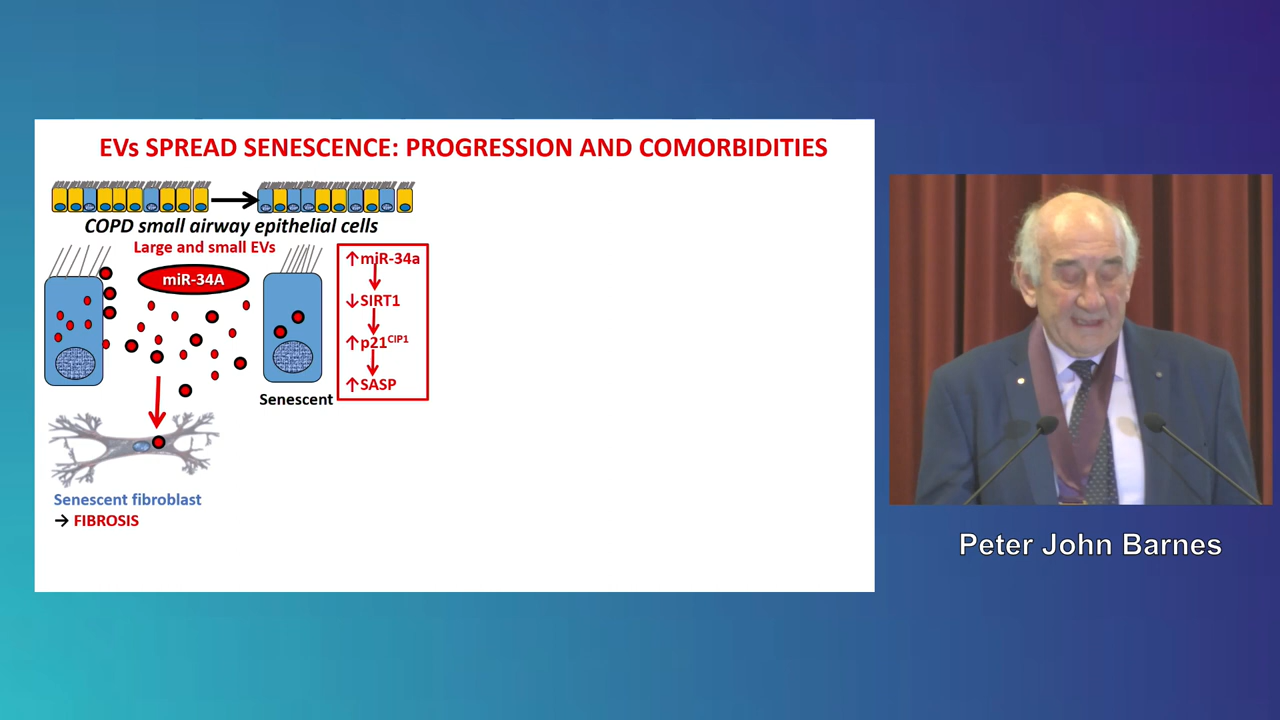 EVs SPREAD SENESCENCE: PROGRESSION AND COMORBIDITIES
COPD small airway epithelial cells
Large and small EVs
miR-34A
↑miR-34a
↓SIRT1
↑p21CIP1
↑SASP
Senescent
Senescent fibroblast
→ FIBROSIS
Peter John Barnes